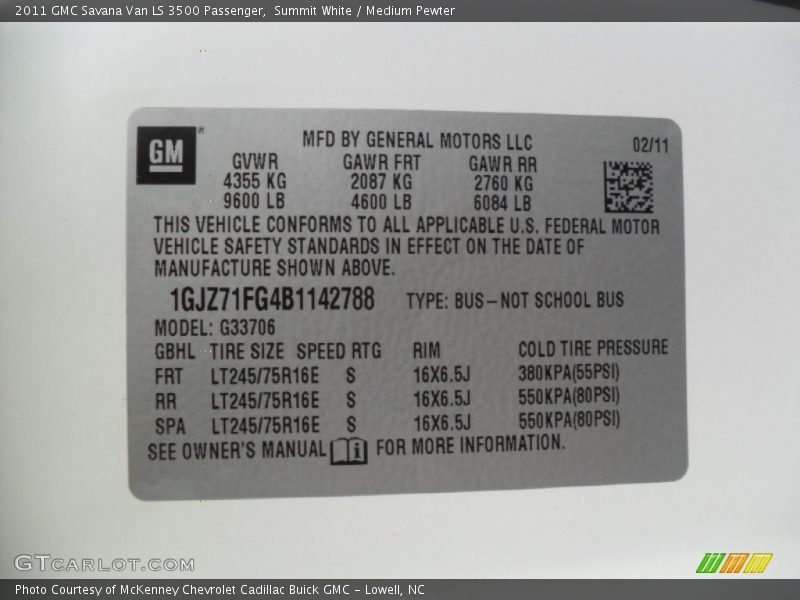 2011 GMC Savana Van LS 3500 Passenger,  Summit White / Medium Pewter
GM
MFD BY GENERAL MOTORS LLC 02/11
GVWR GAWR FRT GAWR RR
4355 KG 2087 KG 2760 KG
9600 LB 4600 LB 6084 LB
THIS VEHICLE CONFORMS TO ALL APPLICABLE U.S. FEDERAL MOTOR
VEHICLE SAFETY STANDARDS IN EFFECT ON THE DATE OF
MANUFACTURE SHOWN ABOVE.
1GJZ71FG4B1142788 TYPE: BUS-NOT SCHOOL BUS
MODEL: G33706
GBHL TIRE SIZE SPEED RTG RIM COLD TIRE PRESSURE
FRT LT245/75R16E S 16X6.5J 380KPA(55PSI)
RR LT245/75R16E S 16X6.5J 550KPA(80PSI)
SPA LT245/75R16E S 16X6.5J 550KPA(80PSI)
SEE OWNER'S MANUAL i FOR MORE INFORMATION.
GTCARLOT.COM
Photo Courtesy of McKenney Chevrolet Cadillac Buick GMC - Lowell, NC